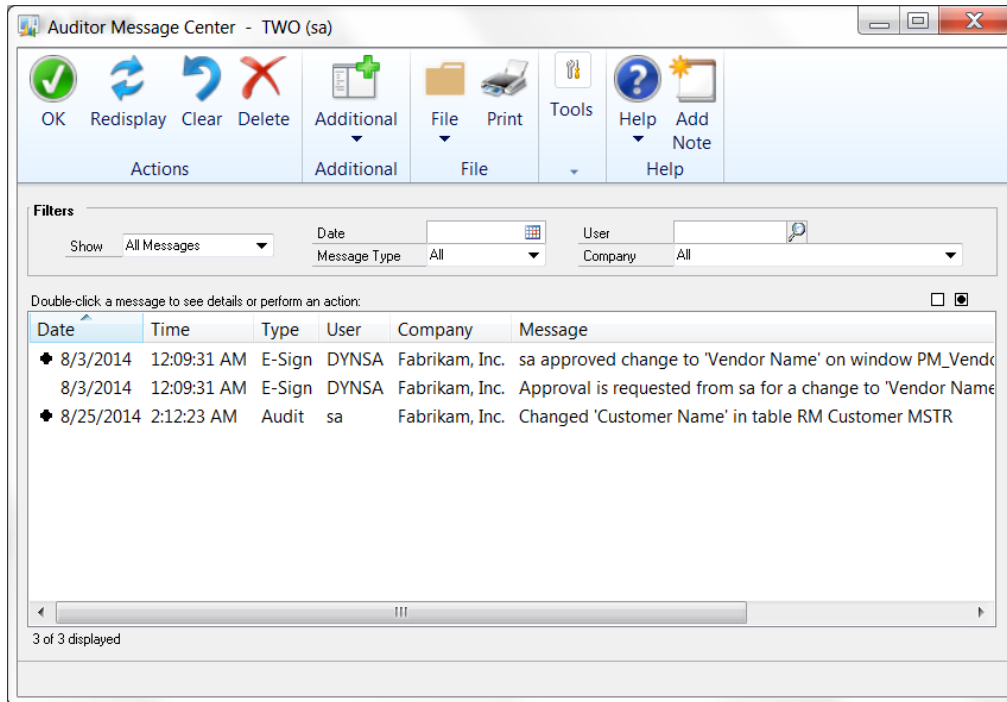 Auditor Message Center - TWO (sa)
OK Redisplay Clear Delete Additional File Print Tools Help Add Note
Actions Additional File Help
Filters
Show All Messages Date User
Message Type All Company All
Double-click a message to see details or perform an action:
Date Time Type User Company Message
8/3/2014 12:09:31 AM E-Sign DYNSA Fabrikam, Inc. sa approved change to 'Vendor Name' on window PM_Vend
8/3/2014 12:09:31 AM E-Sign DYNSA Fabrikam, Inc. Approval is requested from sa for a change to 'Vendor Name
8/25/2014 2:12:23 AM Audit sa Fabrikam, Inc. Changed 'Customer Name' in table RM Customer MSTR
3 of 3 displayed